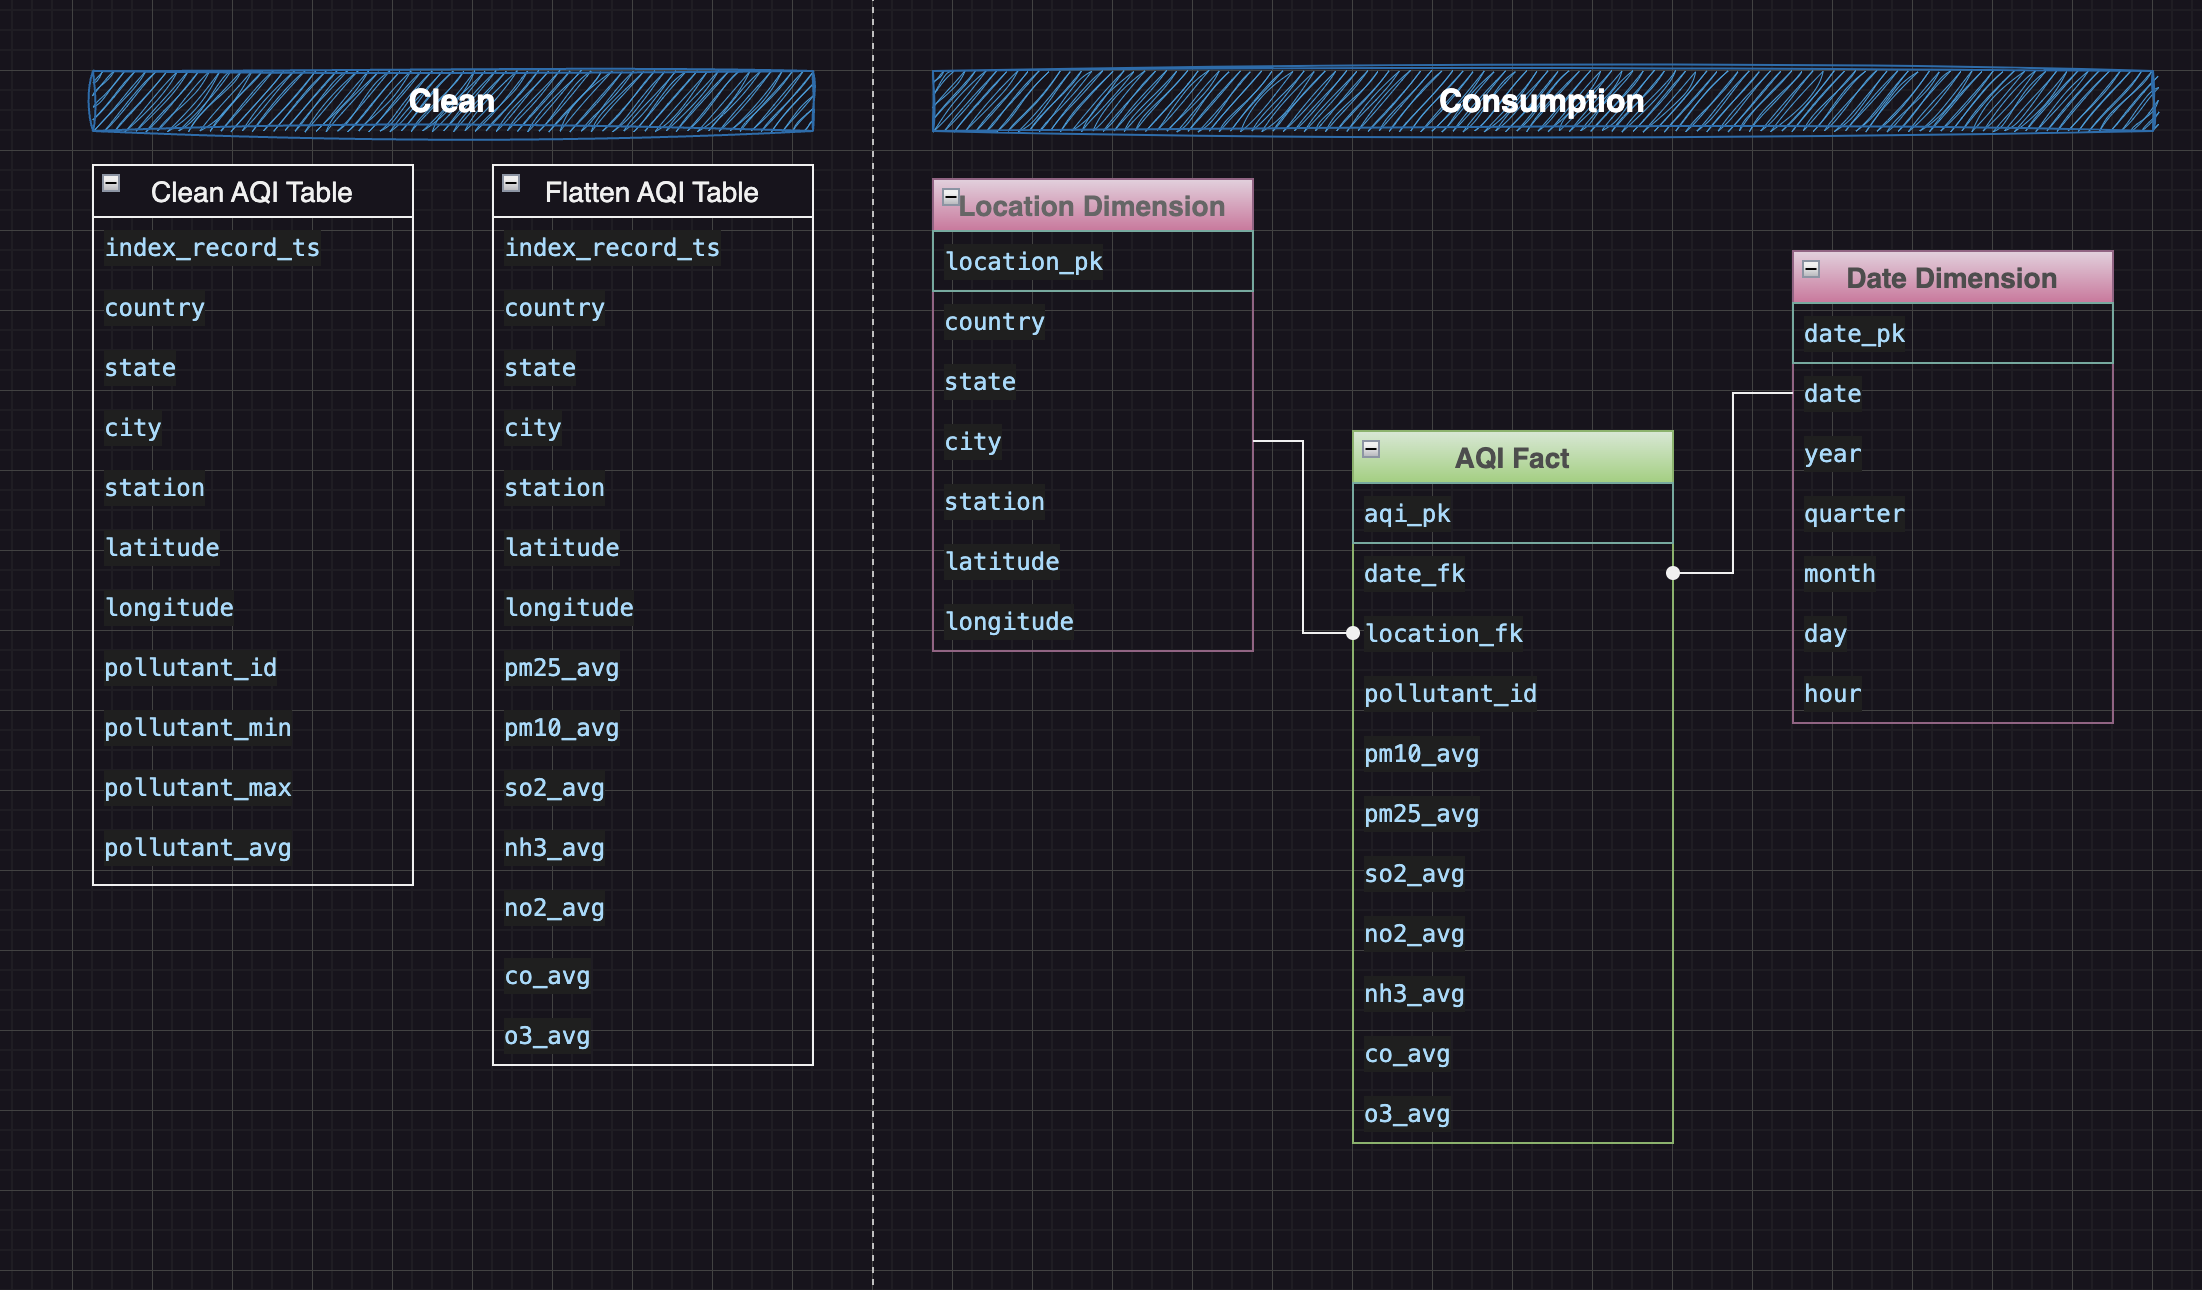 Clean
Clean AQI Table
index_record_ts
country
state
city
station
latitude
longitude
pollutant_id
pollutant_min
pollutant_max
pollutant_avg
Flatten AQI Table
index_record_ts
country
state
city
station
latitude
longitude
pm25_avg
pm10_avg
so2_avg
nh3_avg
no2_avg
co_avg
o3_avg
Consumption
Location Dimension
location_pk
country
state
city
station
latitude
longitude
AQI Fact
aqi_pk
date_fk
location_fk
pollutant_id
pm10_avg
pm25_avg
so2_avg
no2_avg
nh3_avg
co_avg
o3_avg
Date Dimension
date_pk
date
year
quarter
month
day
hour